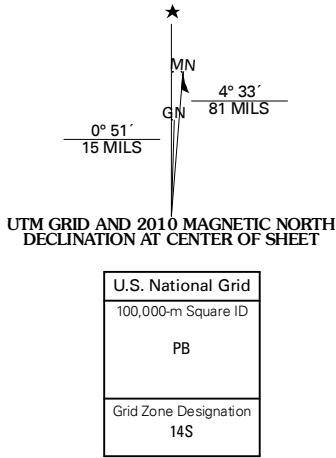 ★
MN
4° 33´
81 MILS
GN
0° 51´
15 MILS
UTM GRID AND 2010 MAGNETIC NORTH
DECLINATION AT CENTER OF SHEET
U.S. National Grid
100,000-m Square ID
PB
Grid Zone Designation
14S